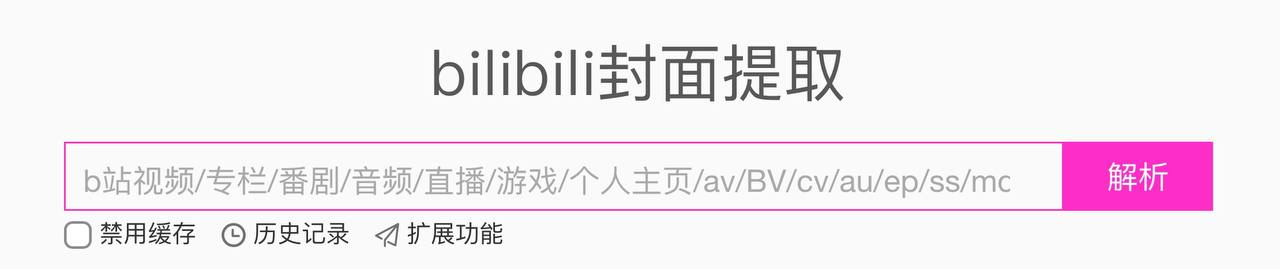 bilibili封面提取
b站视频/专栏/番剧/音频/直播/游戏/个人主页/av/BV/cv/au/ep/ss/mc
解析
禁用缓存 历史记录 扩展功能